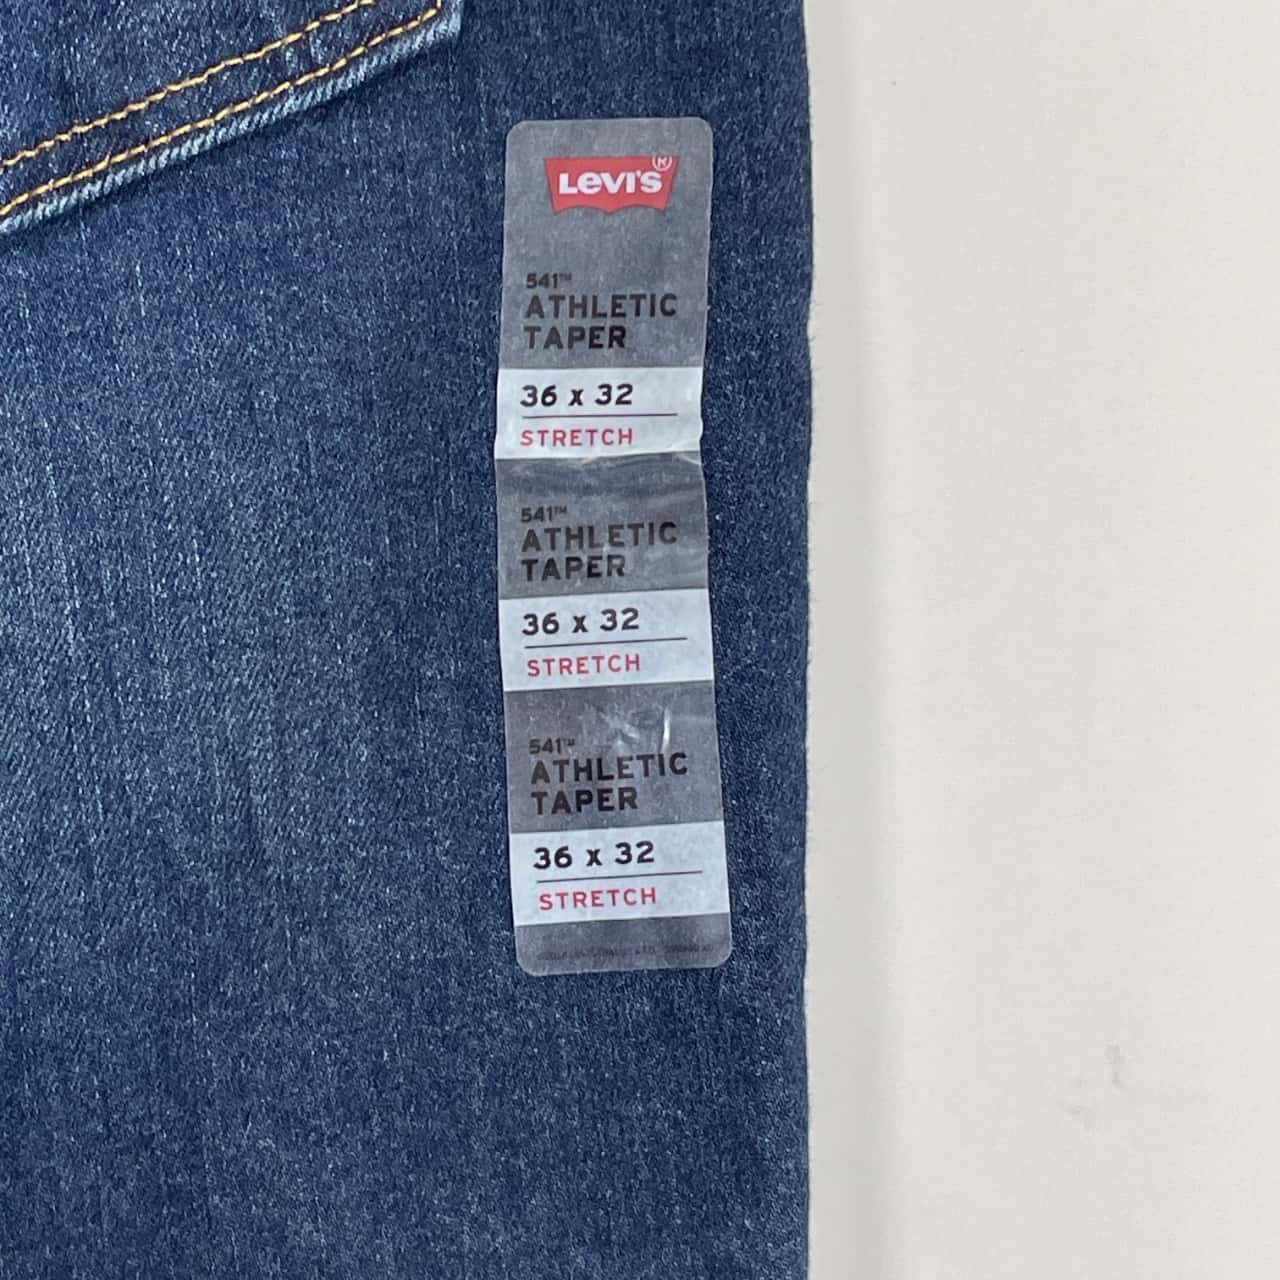 LEVI'S®
541™
ATHLETIC
TAPER
36 x 32
STRETCH
541™
ATHLETIC
TAPER
36 x 32
STRETCH
541™
ATHLETIC
TAPER
36 x 32
STRETCH